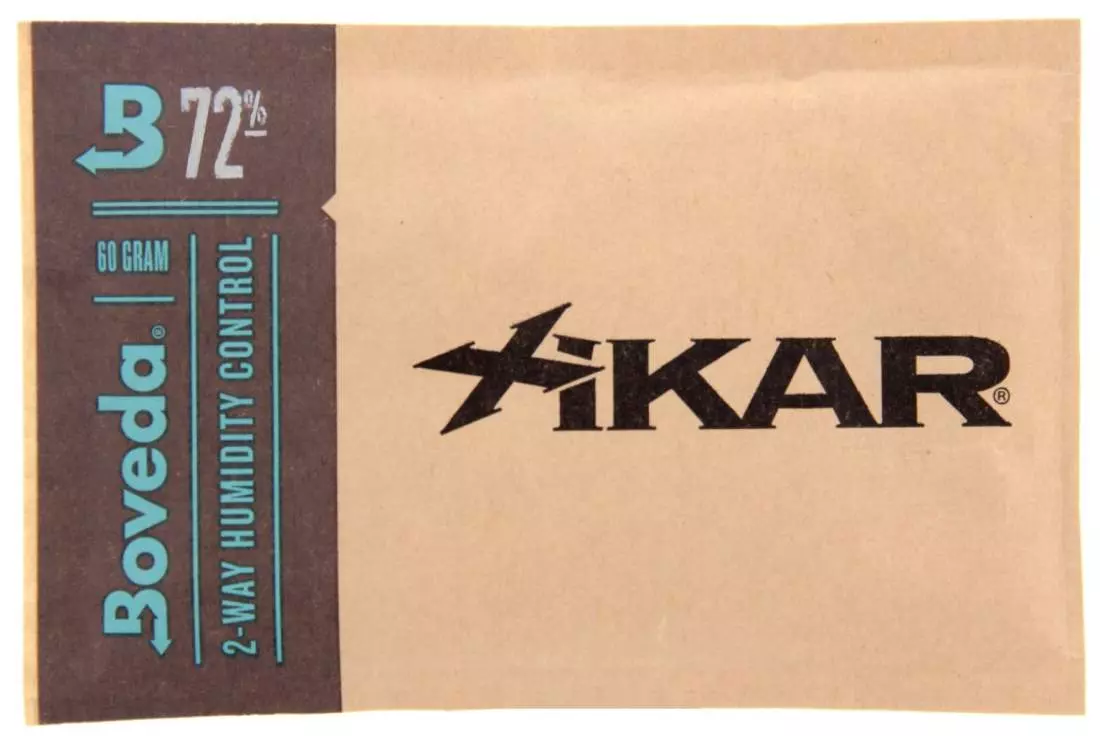 B 72%
60 GRAM
Boveda®
2-WAY HUMIDITY CONTROL
XIKAR®